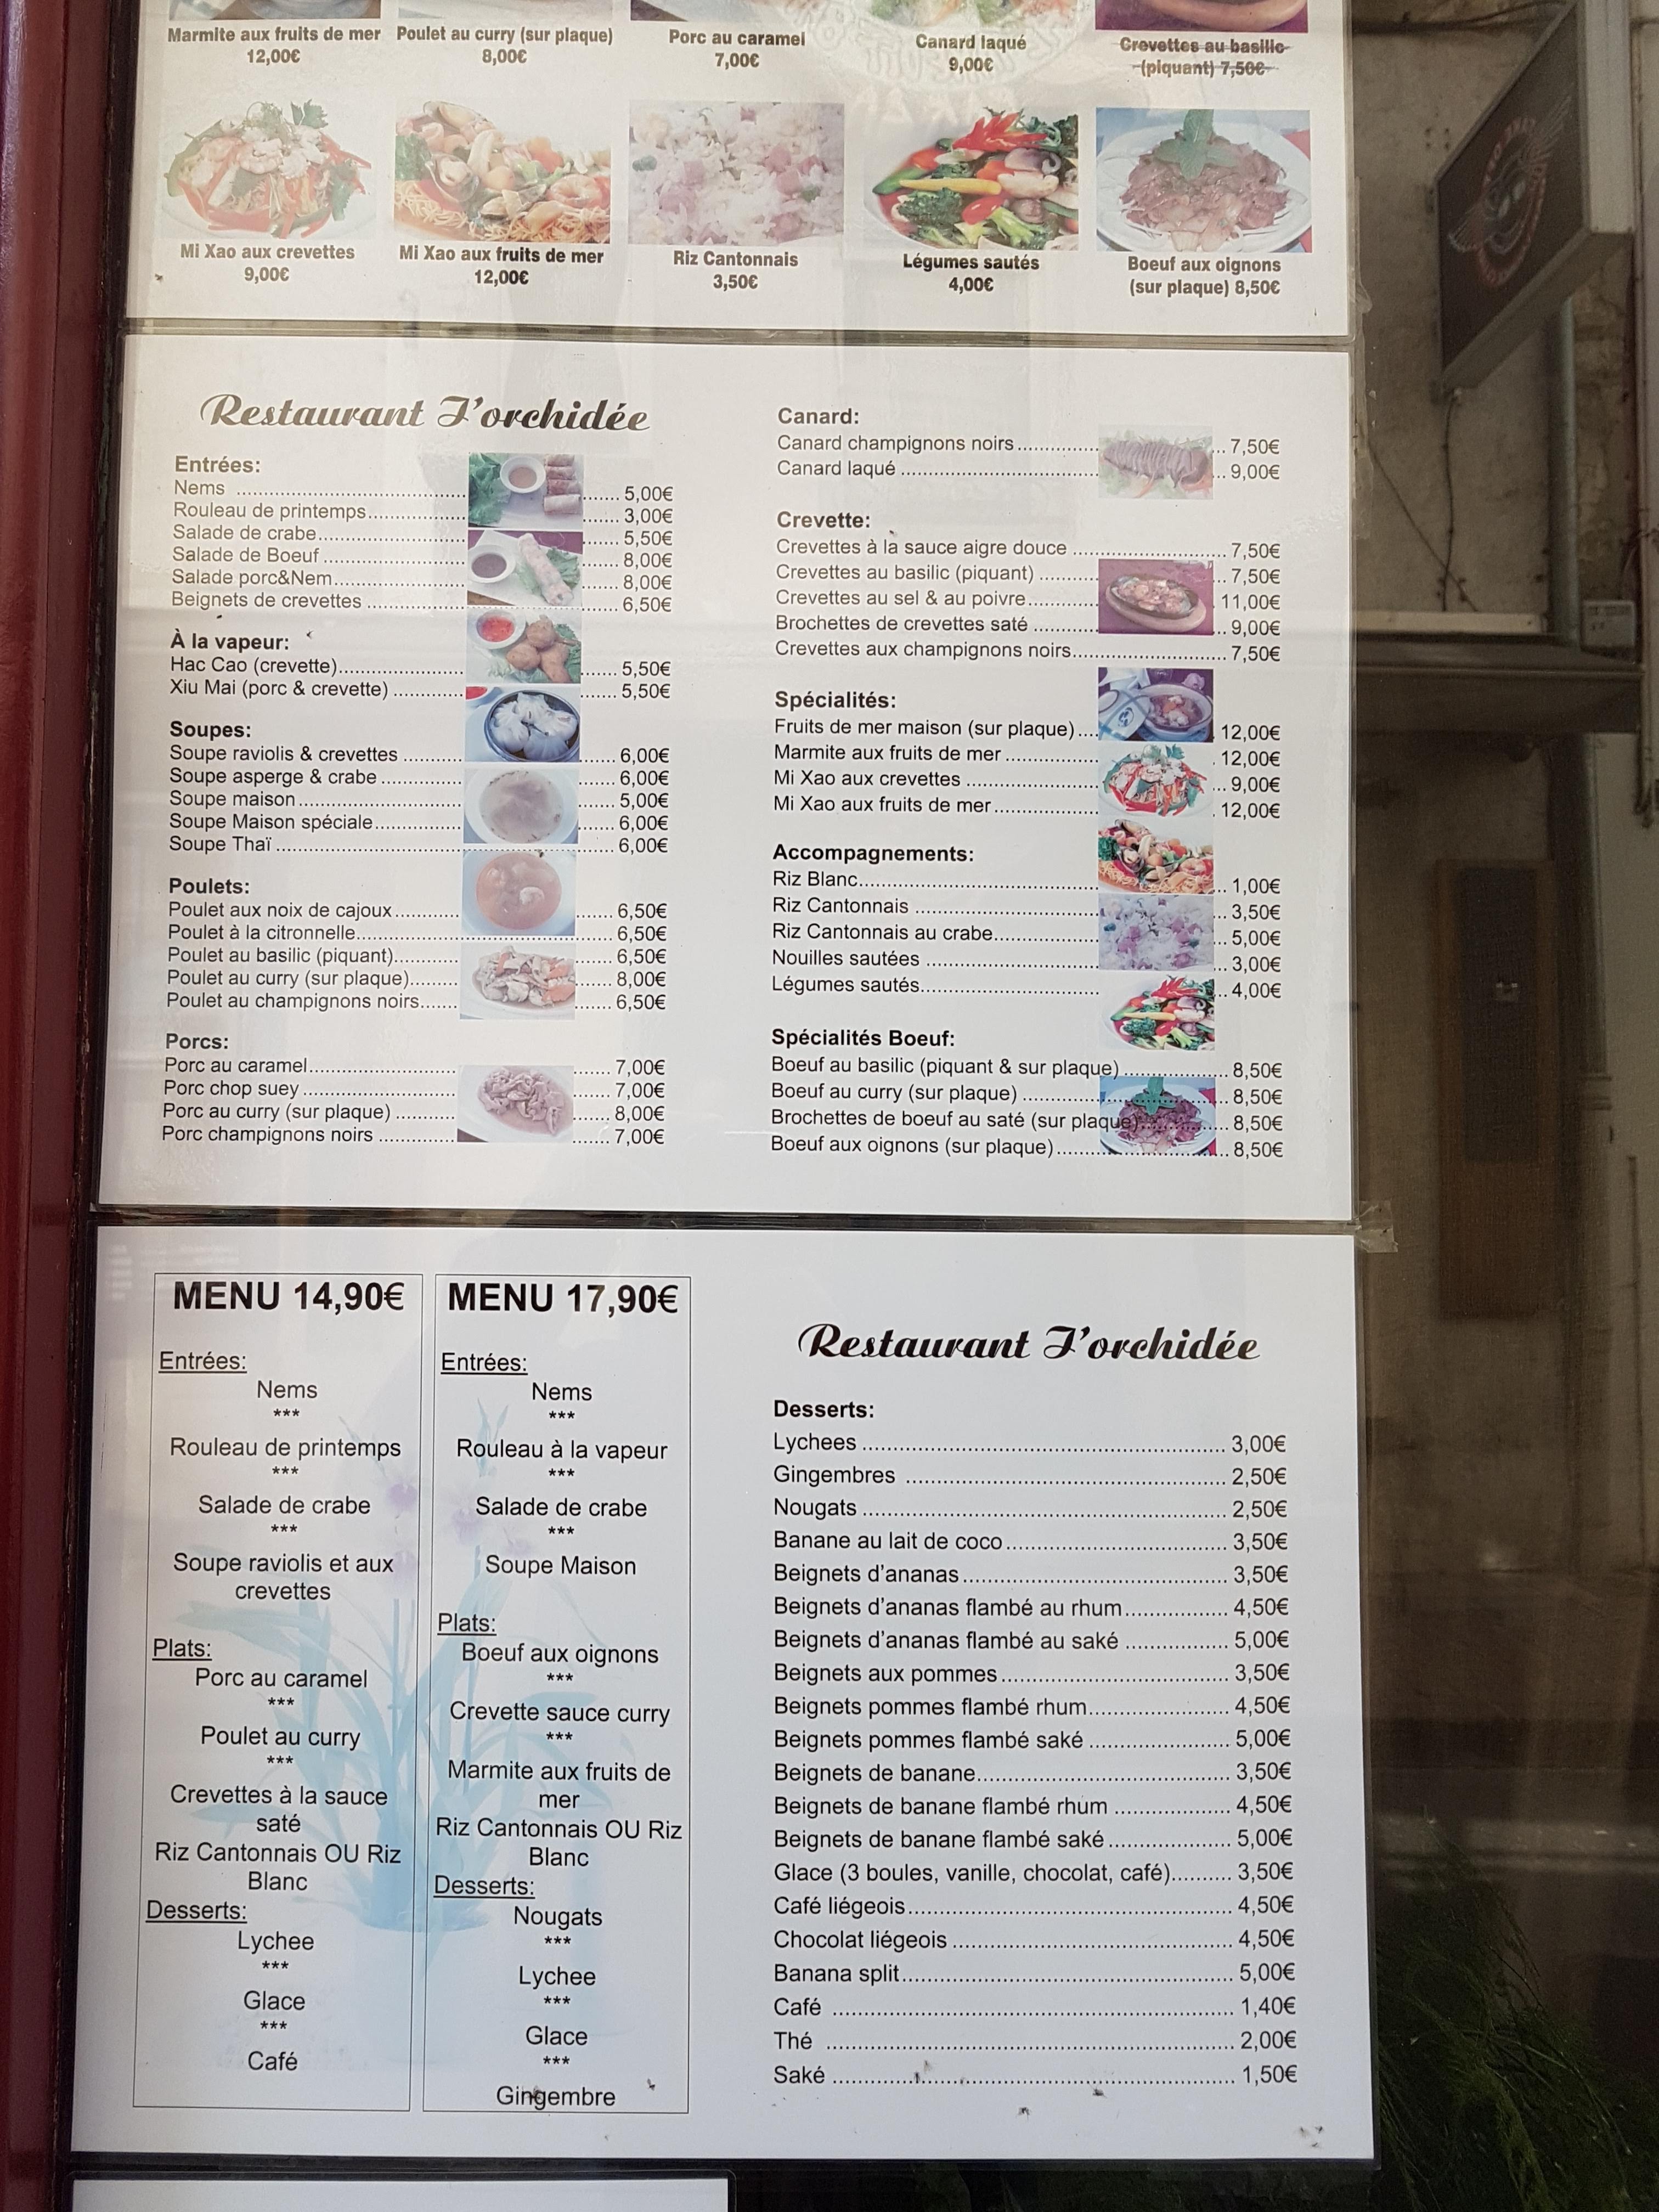 Marmite aux fruits de mer
12,00€
Poulet au curry (sur plaque)
8,00€
Porc au caramel
7,00€
Canard laqué
9,00€
Crevettes au basilic
(piquant) 7,50€
Mi Xao aux crevettes
9,00€
Mi Xao aux fruits de mer
12,00€
Riz Cantonnais
3,50€
Légumes sautés
4,00€
Boeuf aux oignons
(sur plaque) 8,50€
Restaurant l'orchidée
Entrées:
Nems ........ 5,00€
Rouleau de printemps ........ 3,00€
Salade de crabe ........ 5,50€
Salade de Boeuf ........ 8,00€
Salade porc&Nem ........ 8,00€
Beignets de crevettes ........ 6,50€
À la vapeur:
Hac Cao (crevette) ........ 5,50€
Xiu Mai (porc & crevette) ........ 5,50€
Soupes:
Soupe raviolis & crevettes ........ 6,00€
Soupe asperge & crabe ........ 6,00€
Soupe maison ........ 5,00€
Soupe Maison spéciale ........ 6,00€
Soupe Thaï ........ 6,00€
Poulets:
Poulet aux noix de cajoux ........ 6,50€
Poulet à la citronnelle ........ 6,50€
Poulet au basilic (piquant) ........ 6,50€
Poulet au curry (sur plaque) ........ 8,00€
Poulet au champignons noirs ........ 6,50€
Porcs:
Porc au caramel ........ 7,00€
Porc chop suey ........ 7,00€
Porc au curry (sur plaque) ........ 8,00€
Porc champignons noirs ........ 7,00€
Canard:
Canard champignons noirs ........ 7,50€
Canard laqué ........ 9,00€
Crevette:
Crevettes à la sauce aigre douce ........ 7,50€
Crevettes au basilic (piquant) ........ 7,50€
Crevettes au sel & au poivre ........ 11,00€
Brochettes de crevettes saté ........ 9,00€
Crevettes aux champignons noirs ........ 7,50€
Spécialités:
Fruits de mer maison (sur plaque) .... 12,00€
Marmite aux fruits de mer ........ 12,00€
Mi Xao aux crevettes ........ 9,00€
Mi Xao aux fruits de mer ........ 12,00€
Accompagnements:
Riz Blanc ........ 1,00€
Riz Cantonnais ........ 3,50€
Riz Cantonnais au crabe ........ 5,00€
Nouilles sautées ........ 3,00€
Légumes sautés ........ 4,00€
Spécialités Boeuf:
Boeuf au basilic (piquant & sur plaque) ........ 8,50€
Boeuf au curry (sur plaque) ........ 8,50€
Brochettes de boeuf au saté (sur plaque) ........ 8,50€
Boeuf aux oignons (sur plaque) ........ 8,50€
MENU 14,90€
Entrées:
Nems
***
Rouleau de printemps
***
Salade de crabe
***
Soupe raviolis et aux
crevettes
Plats:
Porc au caramel
***
Poulet au curry
***
Crevettes à la sauce
saté
Riz Cantonnais OU Riz
Blanc
Desserts:
Lychee
***
Glace
***
Café
MENU 17,90€
Entrées:
Nems
***
Rouleau à la vapeur
***
Salade de crabe
***
Soupe Maison
Plats:
Boeuf aux oignons
***
Crevette sauce curry
***
Marmite aux fruits de
mer
Riz Cantonnais OU Riz
Blanc
Desserts:
Nougats
***
Lychee
***
Glace
***
Gingembre
Restaurant l'orchidée
Desserts:
Lychees ........ 3,00€
Gingembres ........ 2,50€
Nougats ........ 2,50€
Banane au lait de coco ........ 3,50€
Beignets d'ananas ........ 3,50€
Beignets d'ananas flambé au rhum ........ 4,50€
Beignets d'ananas flambé au saké ........ 5,00€
Beignets aux pommes ........ 3,50€
Beignets pommes flambé rhum ........ 4,50€
Beignets pommes flambé saké ........ 5,00€
Beignets de banane ........ 3,50€
Beignets de banane flambé rhum ........ 4,50€
Beignets de banane flambé saké ........ 5,00€
Glace (3 boules, vanille, chocolat, café) ........ 3,50€
Café liégeois ........ 4,50€
Chocolat liégeois ........ 4,50€
Banana split ........ 5,00€
Café ........ 1,40€
Thé ........ 2,00€
Saké ........ 1,50€